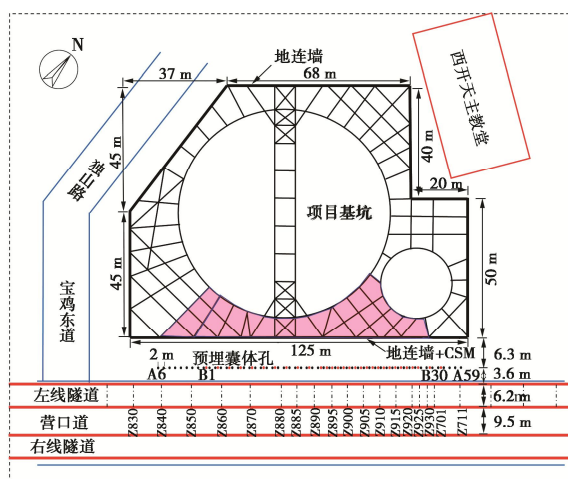 N
地连墙
37 m
68 m
西开天主教堂
45 m
40 m
独山路
20 m
项目基坑
45 m
50 m
宝鸡东道
125 m
地连墙+CSM
2 m
预埋囊体孔
6.3 m
A6
B1
B30
A59
3.6 m
左线隧道
6.2 m
营口道
Z830
Z840
Z850
Z860
Z870
Z880
Z885
Z890
Z895
Z900
Z905
Z910
Z915
Z920
Z925
Z930
Z701
Z711
9.5 m
右线隧道